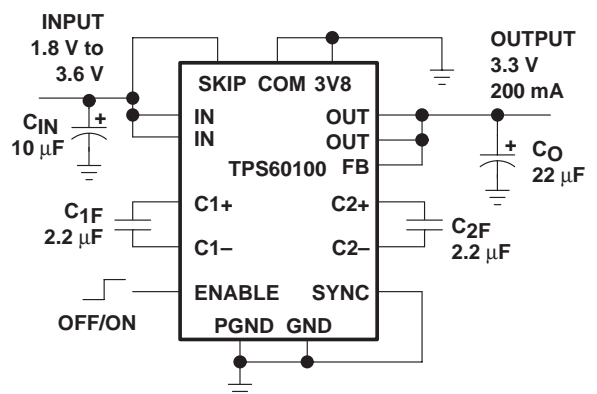 INPUT
1.8 V to
3.6 V
OUTPUT
3.3 V
200 mA
SKIP COM 3V8
IN
IN
OUT
OUT
TPS60100 FB
CIN
+
10 μF
+
CO
22 μF
C1F
2.2 μF
C1+
C1–
C2+
C2–
C2F
2.2 μF
ENABLE SYNC
OFF/ON
PGND GND